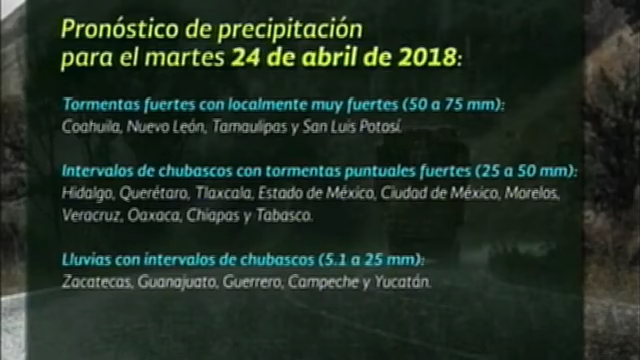 Pronóstico de precipitación
para el martes 24 de abril de 2018:
Tormentas fuertes con localmente muy fuertes (50 a 75 mm):
Coahuila, Nuevo León, Tamaulipas y San Luis Potosí.
Intervalos de chubascos con tormentas puntuales fuertes (25 a 50 mm):
Hidalgo, Querétaro, Tlaxcala, Estado de México, Ciudad de México, Morelos,
Veracruz, Oaxaca, Chiapas y Tabasco.
Lluvias con intervalos de chubascos (5.1 a 25 mm):
Zacatecas, Guanajuato, Guerrero, Campeche y Yucatán.